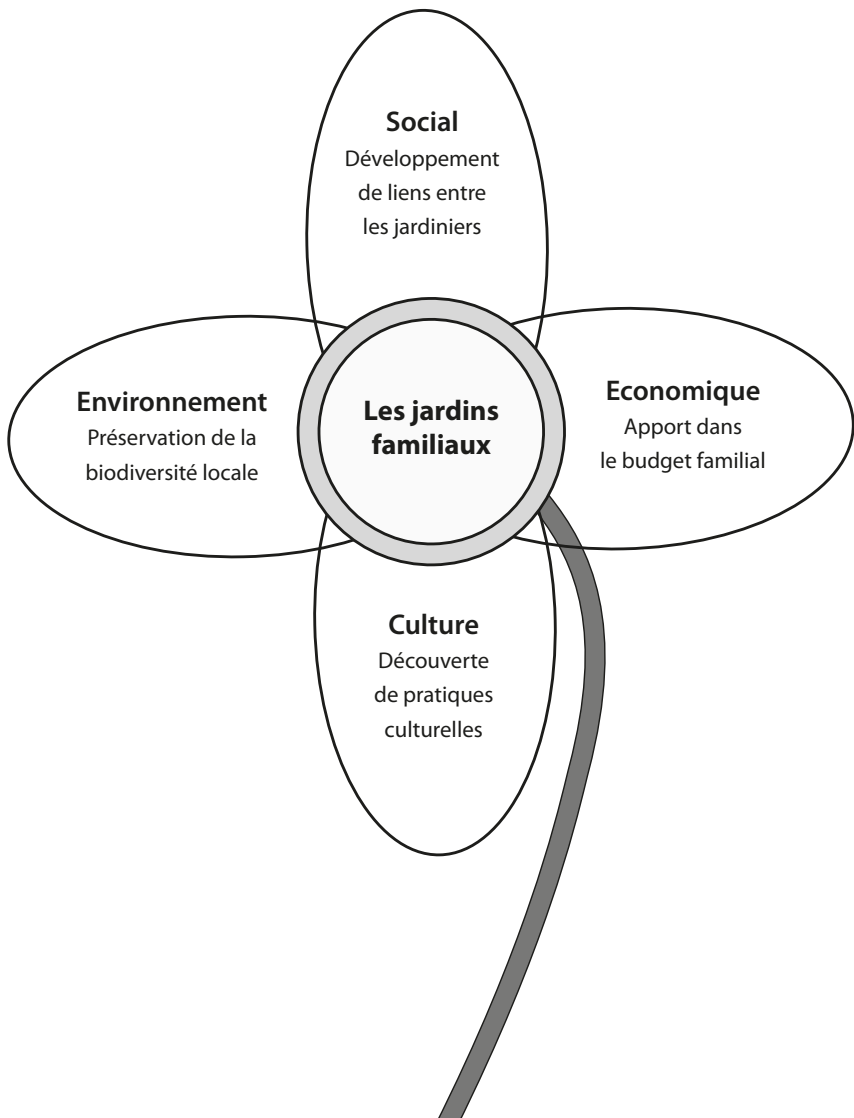 Social
Développement
de liens entre
les jardiniers
Environnement
Préservation de la
biodiversité locale
Les jardins
familiaux
Economique
Apport dans
le budget familial
Culture
Découverte
de pratiques
culturelles